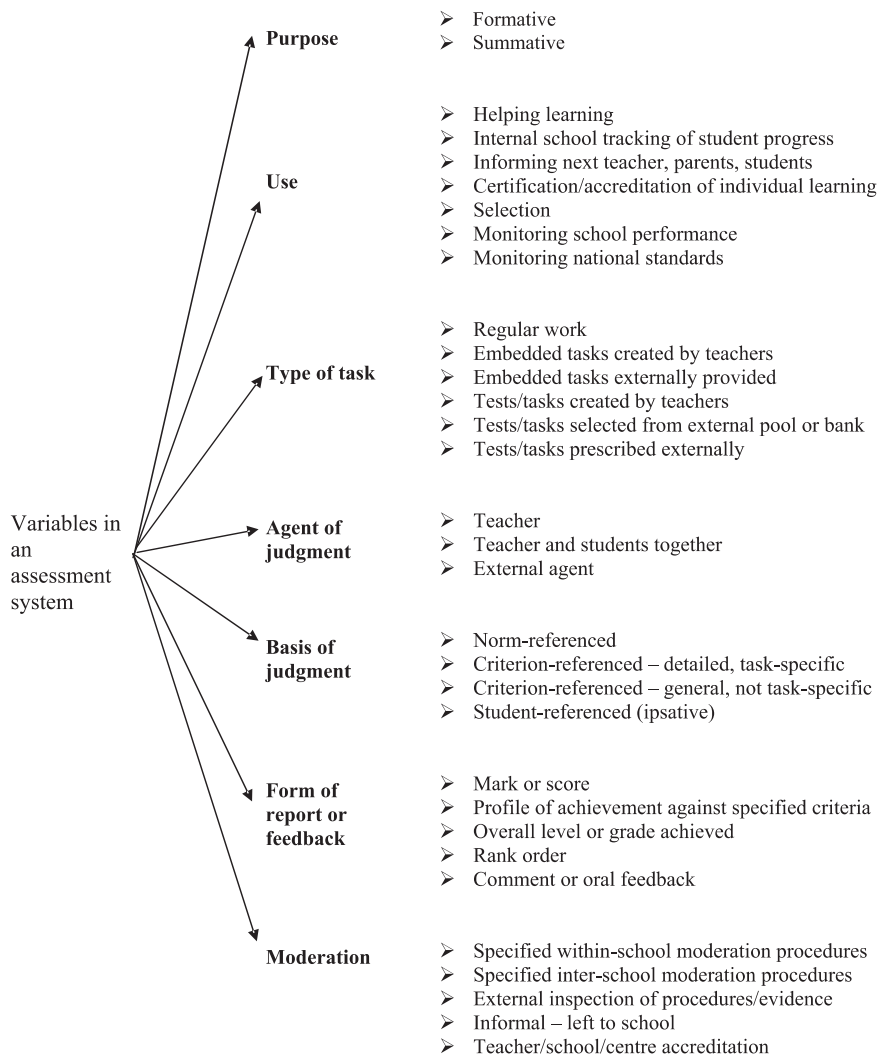 Purpose
➢ Formative
➢ Summative
Use
➢ Helping learning
➢ Internal school tracking of student progress
➢ Informing next teacher, parents, students
➢ Certification/accreditation of individual learning
➢ Selection
➢ Monitoring school performance
➢ Monitoring national standards
Type of task
➢ Regular work
➢ Embedded tasks created by teachers
➢ Embedded tasks externally provided
➢ Tests/tasks created by teachers
➢ Tests/tasks selected from external pool or bank
➢ Tests/tasks prescribed externally
Variables in
an
assessment
system
Agent of
judgment
➢ Teacher
➢ Teacher and students together
➢ External agent
Basis of
judgment
➢ Norm-referenced
➢ Criterion-referenced – detailed, task-specific
➢ Criterion-referenced – general, not task-specific
➢ Student-referenced (ipsative)
Form of
report or
feedback
➢ Mark or score
➢ Profile of achievement against specified criteria
➢ Overall level or grade achieved
➢ Rank order
➢ Comment or oral feedback
Moderation
➢ Specified within-school moderation procedures
➢ Specified inter-school moderation procedures
➢ External inspection of procedures/evidence
➢ Informal – left to school
➢ Teacher/school/centre accreditation